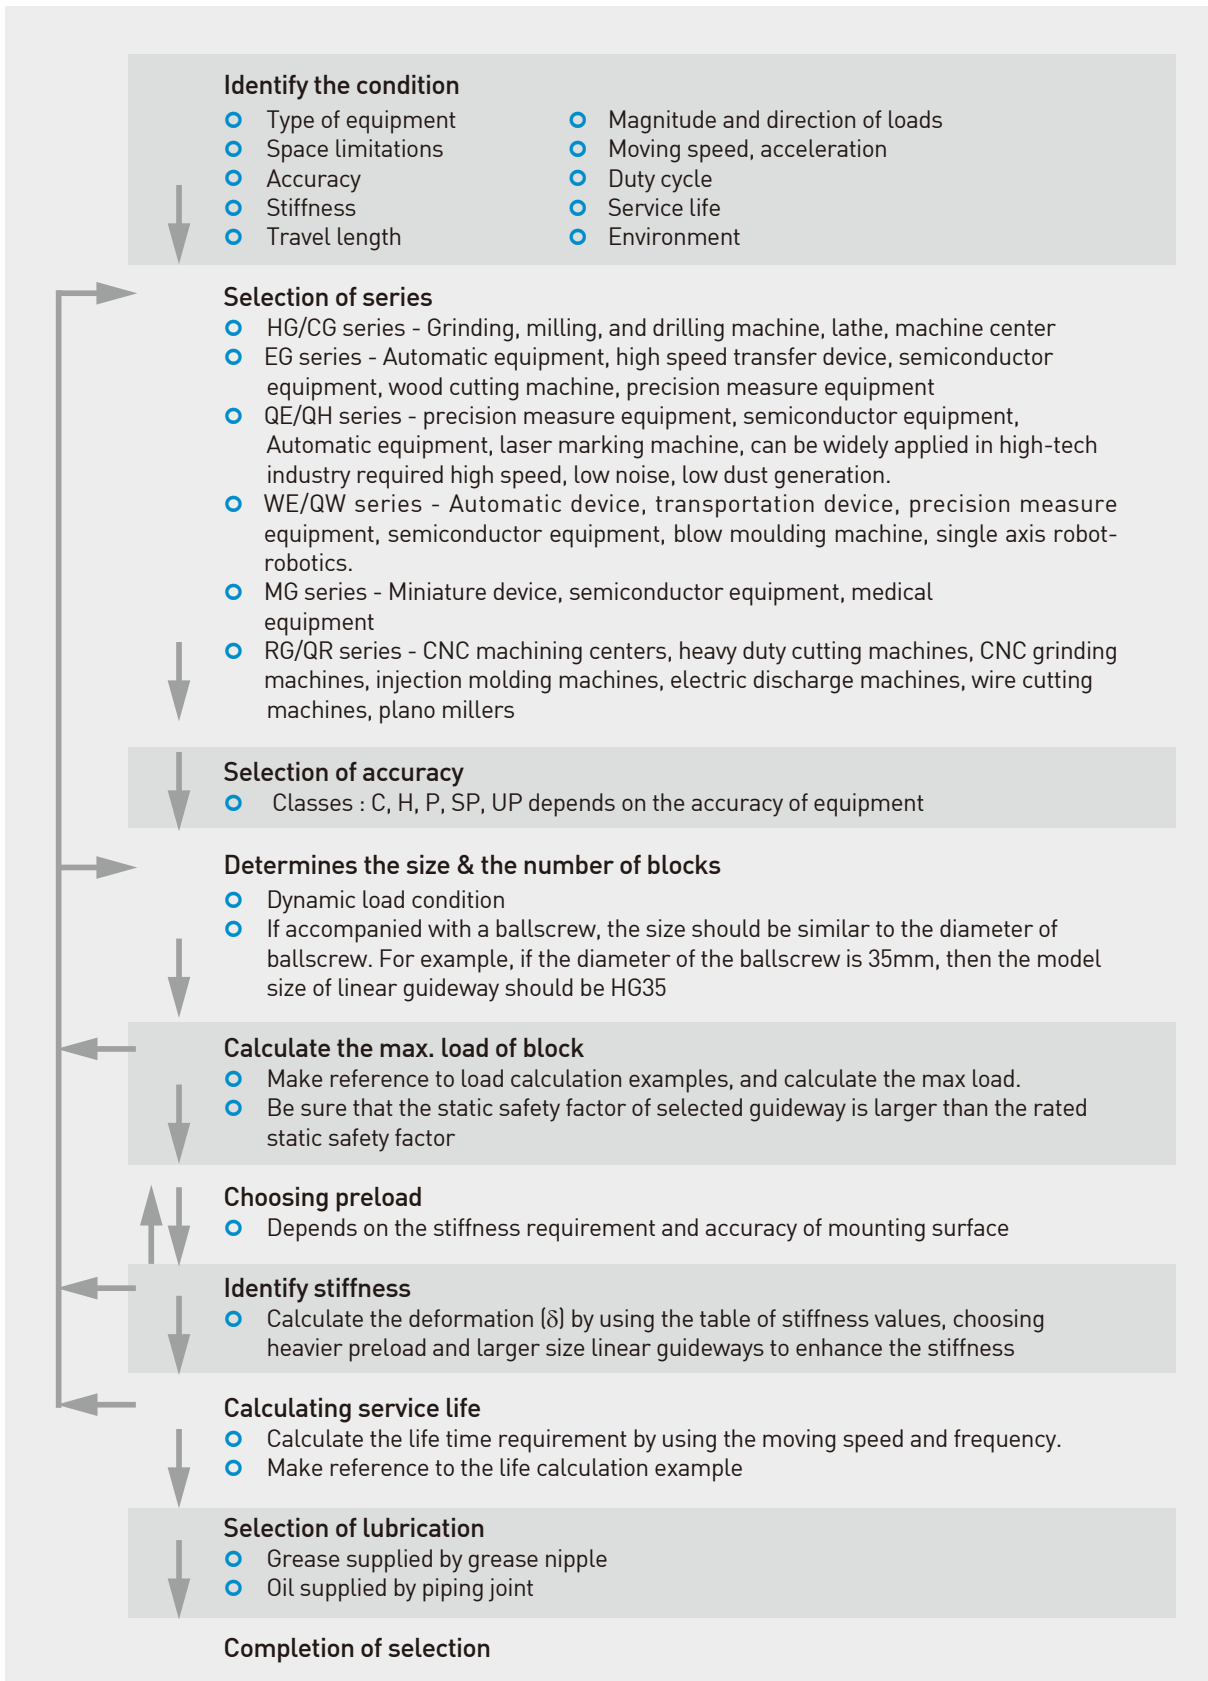 Identify the condition
Type of equipment
Space limitations
Accuracy
Stiffness
Travel length
Magnitude and direction of loads
Moving speed, acceleration
Duty cycle
Service life
Environment
Selection of series
HG/CG series - Grinding, milling, and drilling machine, lathe, machine center
EG series - Automatic equipment, high speed transfer device, semiconductor
equipment, wood cutting machine, precision measure equipment
QE/QH series - precision measure equipment, semiconductor equipment,
Automatic equipment, laser marking machine, can be widely applied in high-tech
industry required high speed, low noise, low dust generation.
WE/QW series - Automatic device, transportation device, precision measure
equipment, semiconductor equipment, blow moulding machine, single axis robot-
robotics.
MG series - Miniature device, semiconductor equipment, medical
equipment
RG/QR series - CNC machining centers, heavy duty cutting machines, CNC grinding
machines, injection molding machines, electric discharge machines, wire cutting
machines, plano millers
Selection of accuracy
Classes : C, H, P, SP, UP depends on the accuracy of equipment
Determines the size & the number of blocks
Dynamic load condition
If accompanied with a ballscrew, the size should be similar to the diameter of
ballscrew. For example, if the diameter of the ballscrew is 35mm, then the model
size of linear guideway should be HG35
Calculate the max. load of block
Make reference to load calculation examples, and calculate the max load.
Be sure that the static safety factor of selected guideway is larger than the rated
static safety factor
Choosing preload
Depends on the stiffness requirement and accuracy of mounting surface
Identify stiffness
Calculate the deformation (δ) by using the table of stiffness values, choosing
heavier preload and larger size linear guideways to enhance the stiffness
Calculating service life
Calculate the life time requirement by using the moving speed and frequency.
Make reference to the life calculation example
Selection of lubrication
Grease supplied by grease nipple
Oil supplied by piping joint
Completion of selection